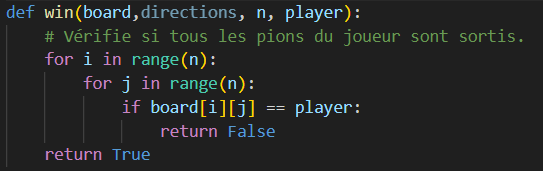 def win(board,directions, n, player):
    # Vérifie si tous les pions du joueur sont sortis.
    for i in range(n):
        for j in range(n):
            if board[i][j] == player:
                return False
    return True